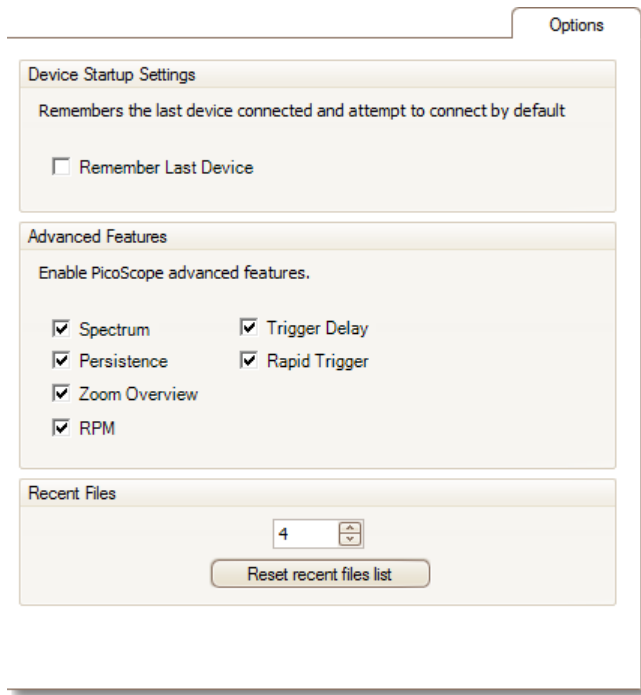 Options
Device Startup Settings
Remembers the last device connected and attempt to connect by default
Remember Last Device
Advanced Features
Enable PicoScope advanced features.
Spectrum
Trigger Delay
Persistence
Rapid Trigger
Zoom Overview
RPM
Recent Files
4
Reset recent files list